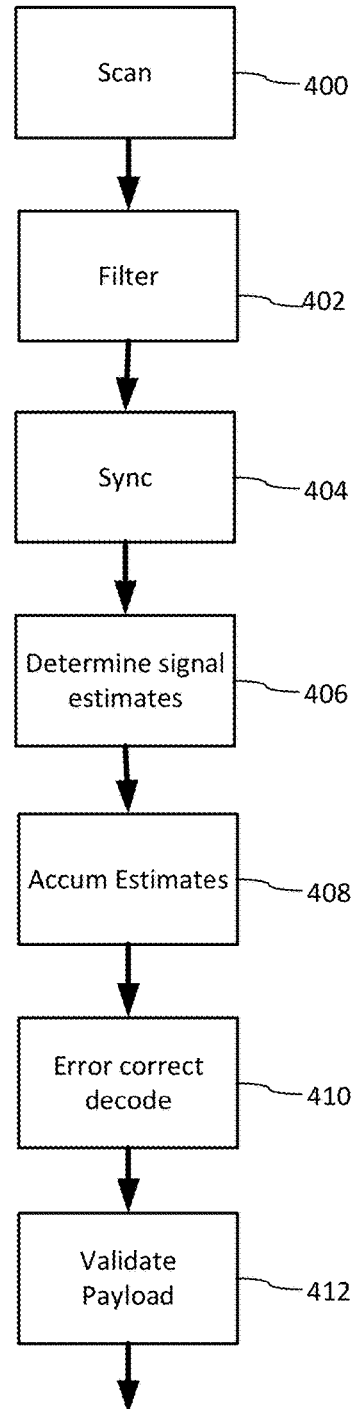 Scan
400
Filter
402
Sync
404
Determine signal
estimates
406
Accum Estimates
408
Error correct
decode
410
Validate
Payload
412